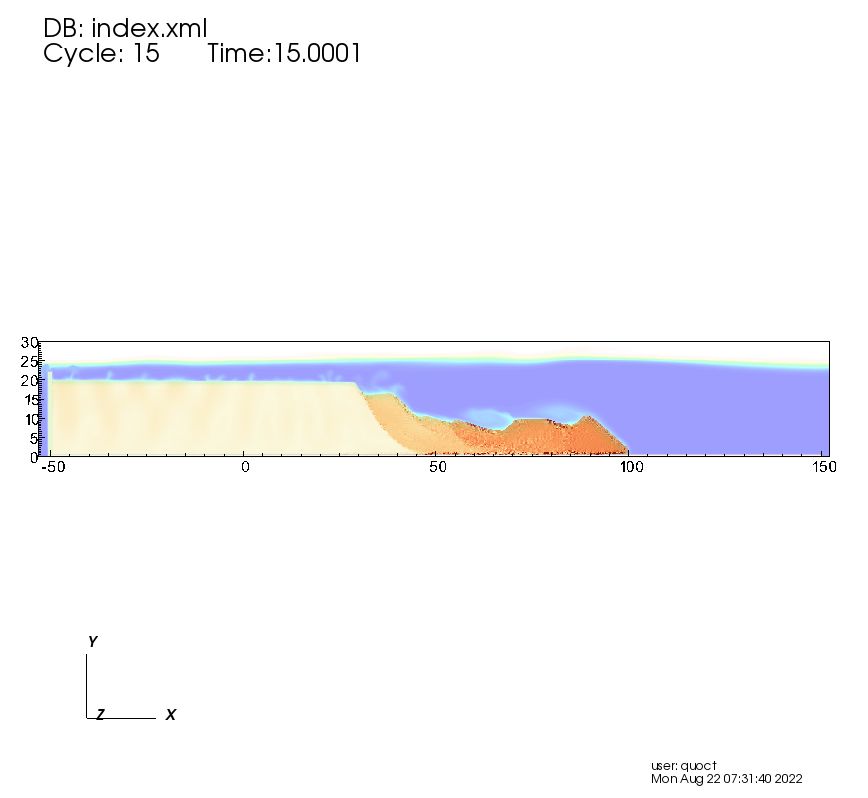 DB: index.xml
Cycle: 15 Time:15.0001
30
25
20
15
10
5
0
-50 0 50 100 150
Y
Z X
user: quoct
Mon Aug 22 07:31:40 2022